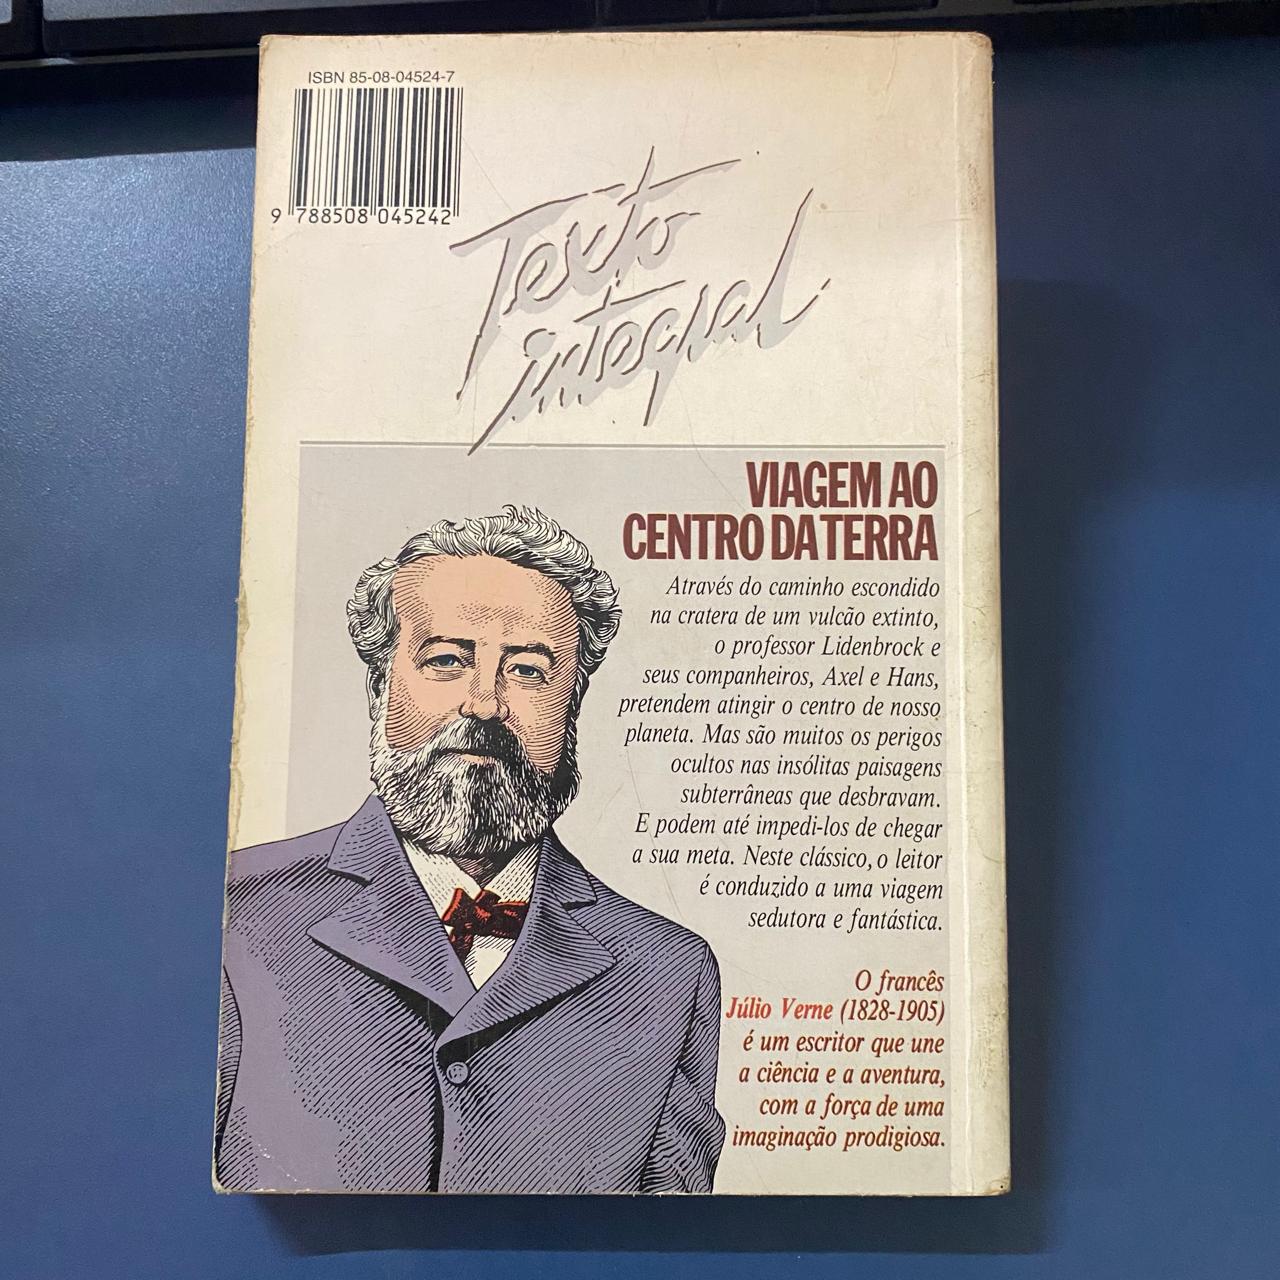 ISBN 85-08-04524-7
9 788508 045242
Texto
integral
VIAGEM AO
CENTRO DA TERRA
Através do caminho escondido
na cratera de um vulcão extinto,
o professor Lidenbrock e
seus companheiros, Axel e Hans,
pretendem atingir o centro de nosso
planeta. Mas são muitos os perigos
ocultos nas insólitas paisagens
subterrâneas que desbravam.
E podem até impedi-los de chegar
a sua meta. Neste clássico, o leitor
é conduzido a uma viagem
sedutora e fantástica.
O francês
Júlio Verne (1828-1905)
é um escritor que une
a ciência e a aventura,
com a força de uma
imaginação prodigiosa.